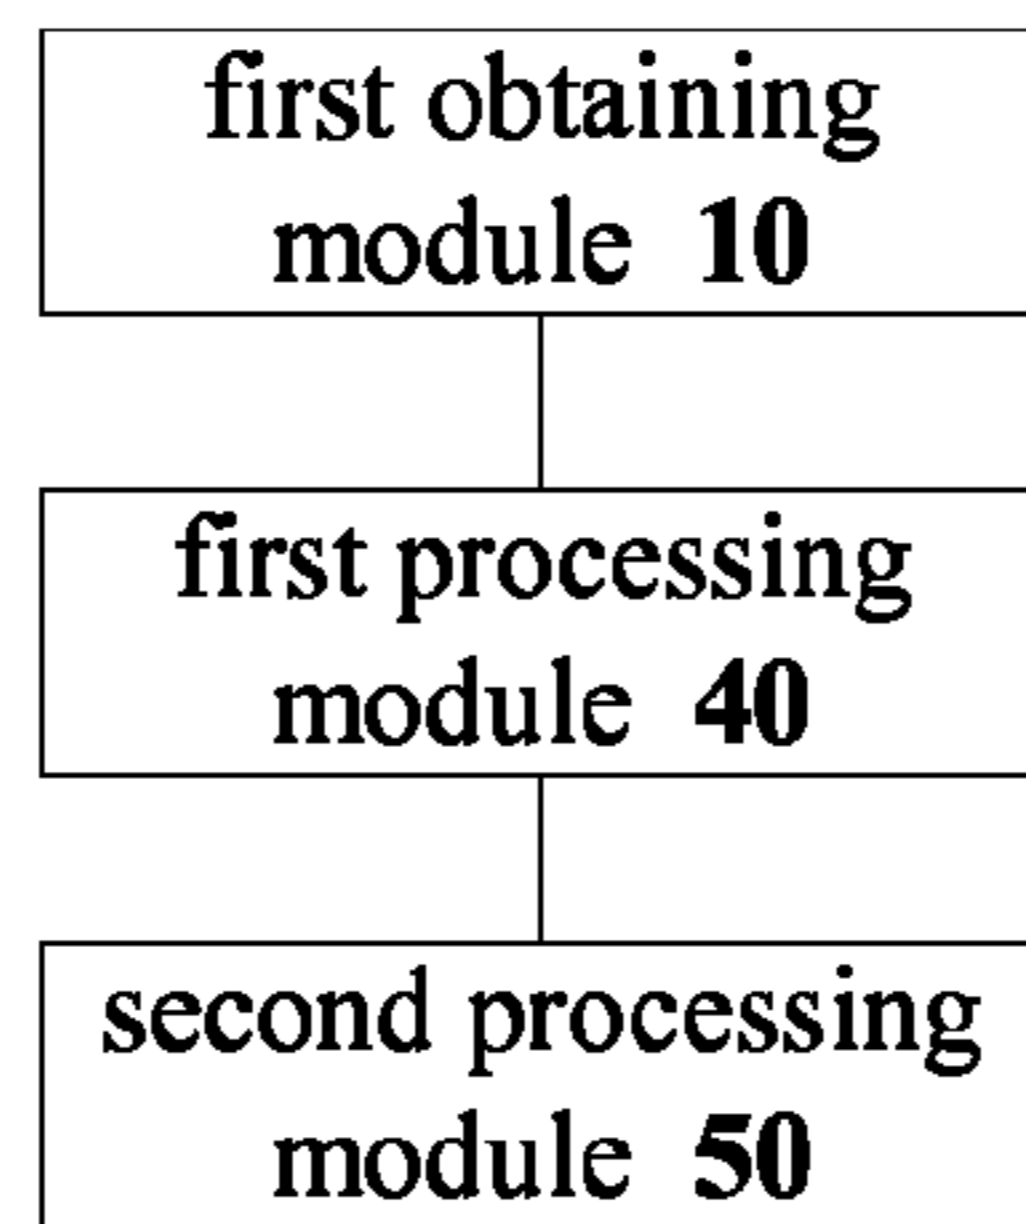 first obtaining
module 10
first processing
module 40
second processing
module 50